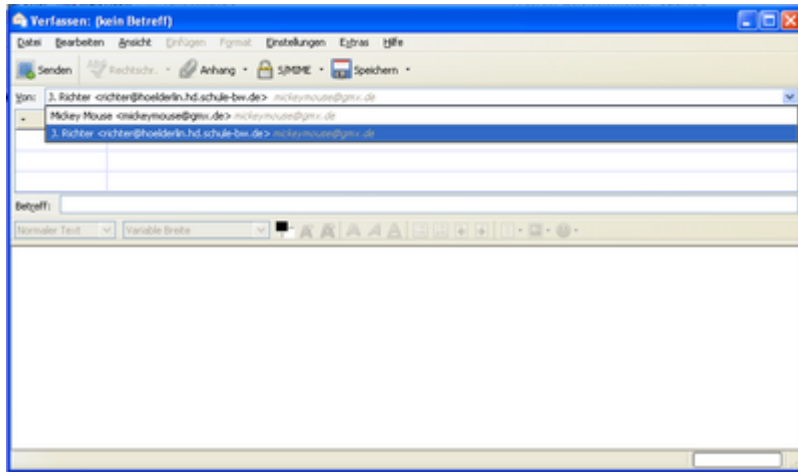 Verfassen: (kein Betreff)
Datei Bearbeiten Ansicht Einfügen Format Einstellungen Extras Hilfe
Senden Rechtschr. Anhang S/MIME Speichern
Von: J. Richter <richter@hoelderlin.hd.schule-bw.de> mickeymouse@gmx.de
Mickey Mouse <mickeymouse@gmx.de> mickeymouse@gmx.de
J. Richter <richter@hoelderlin.hd.schule-bw.de> mickeymouse@gmx.de
Betreff:
Normaler Text Variable Breite